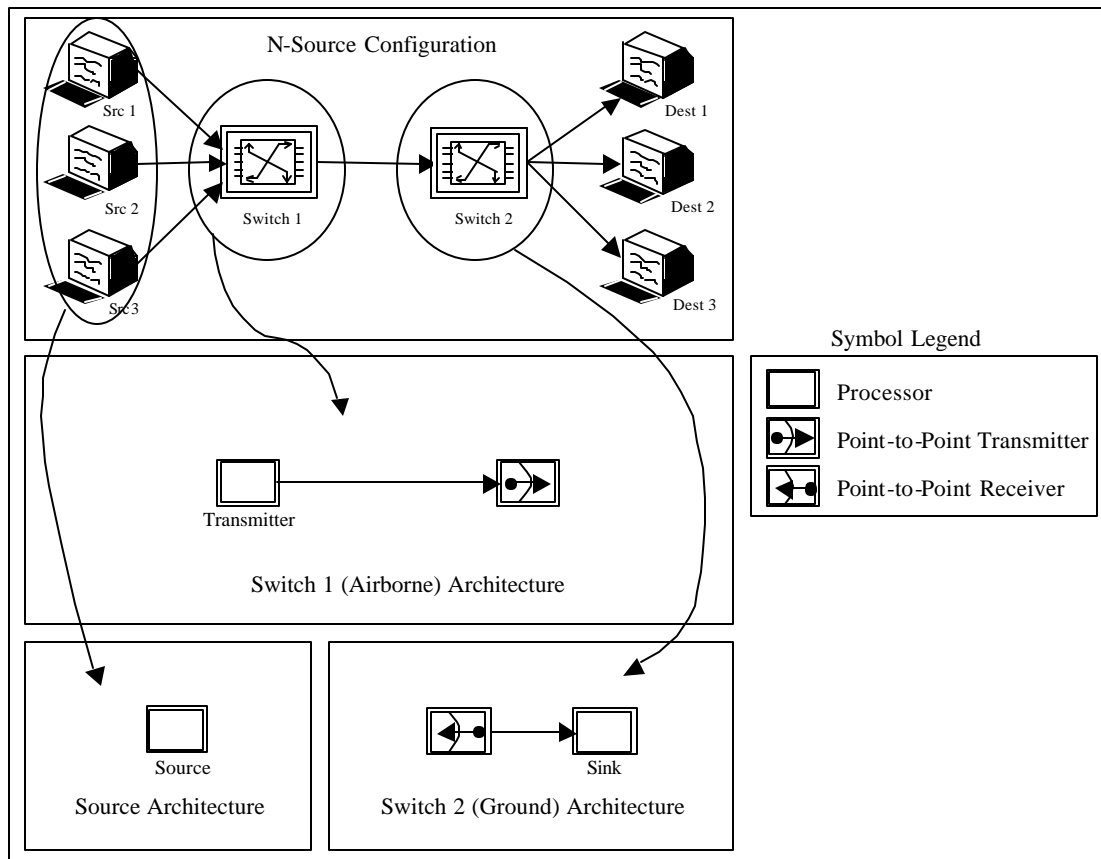 N-Source Configuration
Src 1
Src 2
Src 3
Switch 1
Switch 2
Dest 1
Dest 2
Dest 3
Symbol Legend
Processor
Point-to-Point Transmitter
Point-to-Point Receiver
Transmitter
Switch 1 (Airborne) Architecture
Source
Source Architecture
Sink
Switch 2 (Ground) Architecture